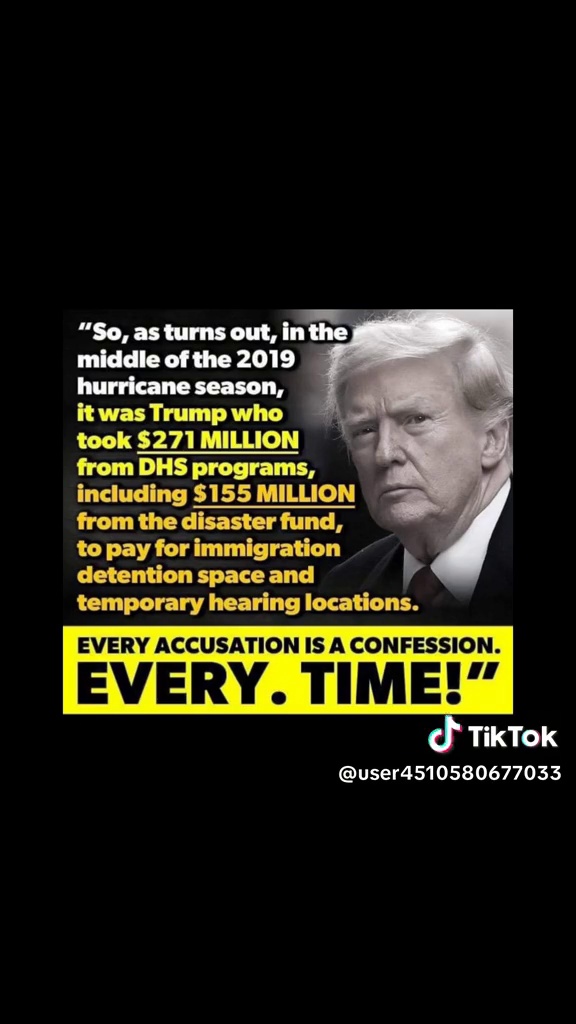 “So, as turns out, in the
middle of the 2019
hurricane season,
it was Trump who
took $271 MILLION
from DHS programs,
including $155 MILLION
from the disaster fund,
to pay for immigration
detention space and
temporary hearing locations.
EVERY ACCUSATION IS A CONFESSION.
EVERY. TIME!”
TikTok
@user4510580677033